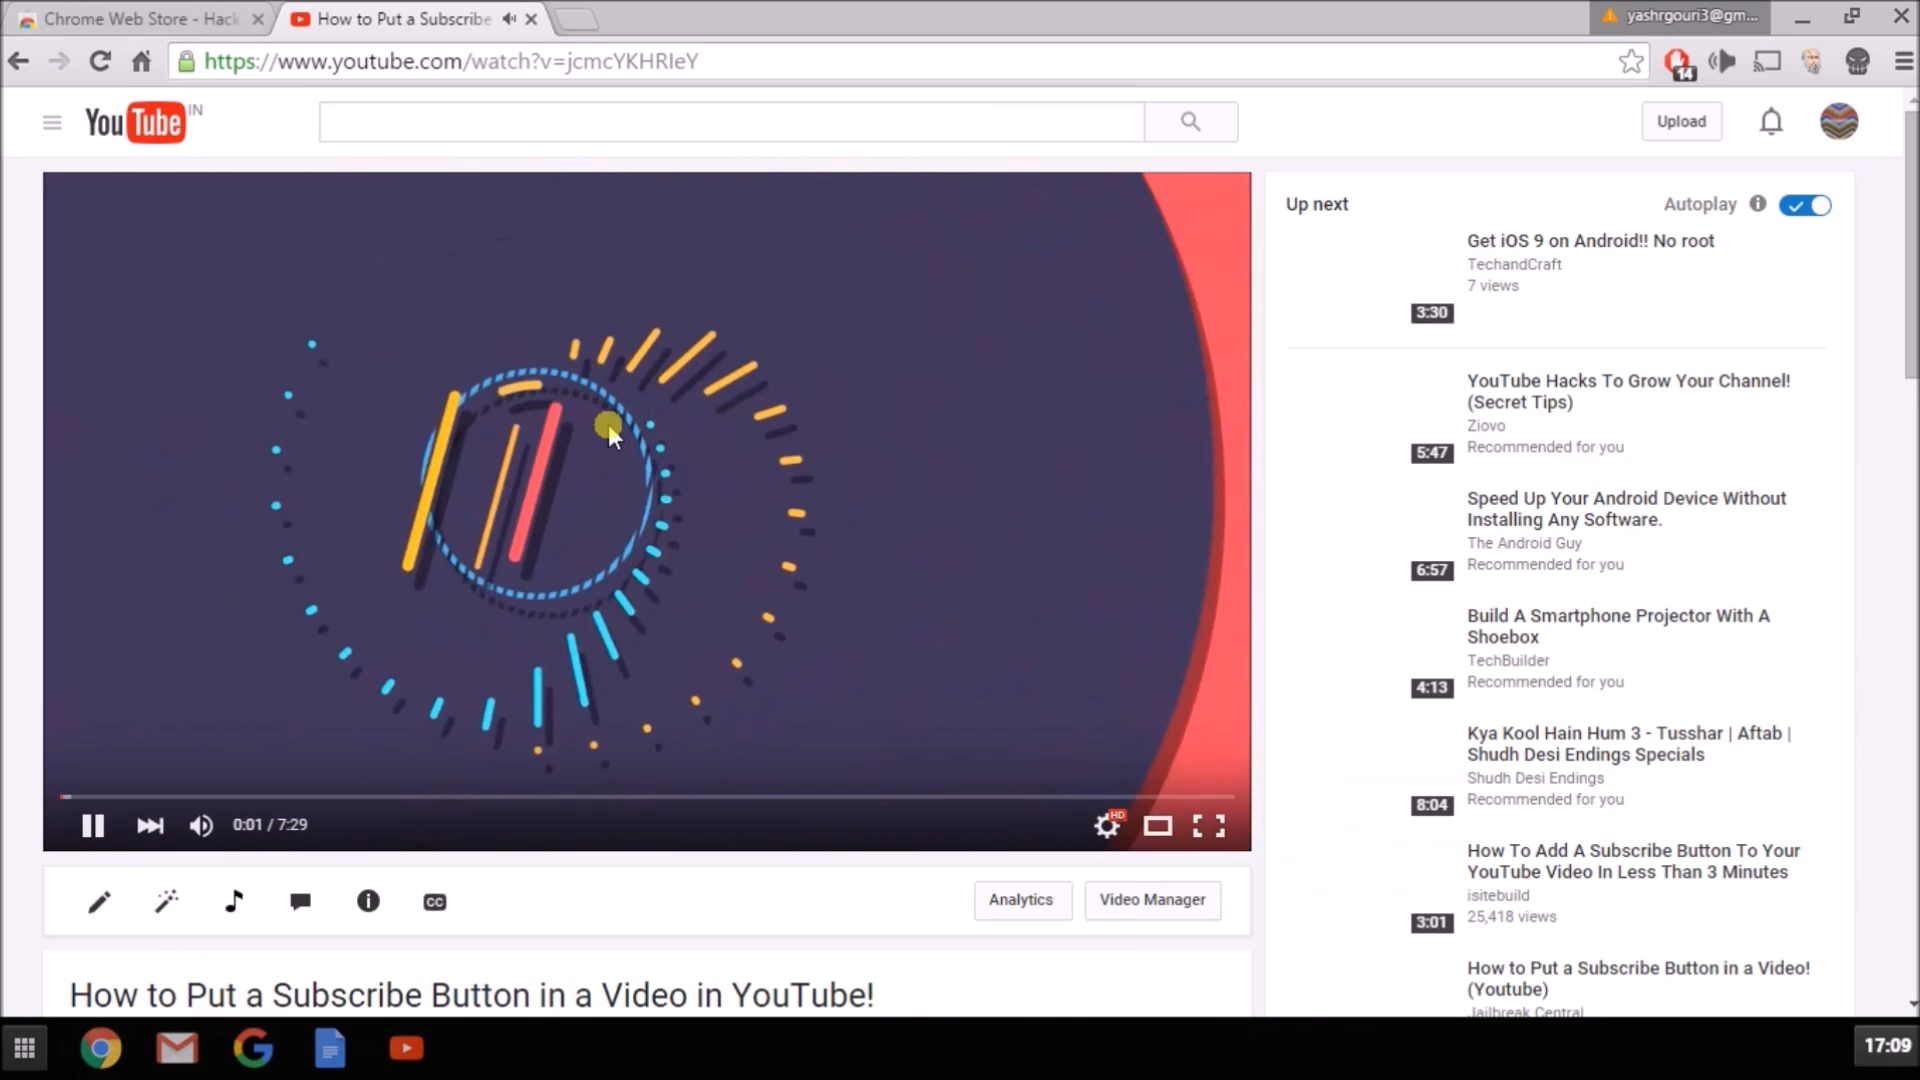 Chrome Web Store - Hack
How to Put a Subscribe
yashrgouri3@gm...
https://www.youtube.com/watch?v=jcmcYKHRIeY
14
YouTube IN
Upload
Up next
Autoplay
Get iOS 9 on Android!! No root
TechandCraft
7 views
3:30
YouTube Hacks To Grow Your Channel!
(Secret Tips)
Ziovo
Recommended for you
5:47
Speed Up Your Android Device Without
Installing Any Software.
The Android Guy
Recommended for you
6:57
Build A Smartphone Projector With A
Shoebox
TechBuilder
Recommended for you
4:13
Kya Kool Hain Hum 3 - Tusshar | Aftab |
Shudh Desi Endings Specials
Shudh Desi Endings
Recommended for you
8:04
How To Add A Subscribe Button To Your
YouTube Video In Less Than 3 Minutes
isitebuild
25,418 views
3:01
How to Put a Subscribe Button in a Video!
(Youtube)
Jailbreak Central
0:01 / 7:29
HD
CC
Analytics
Video Manager
How to Put a Subscribe Button in a Video in YouTube!
17:09